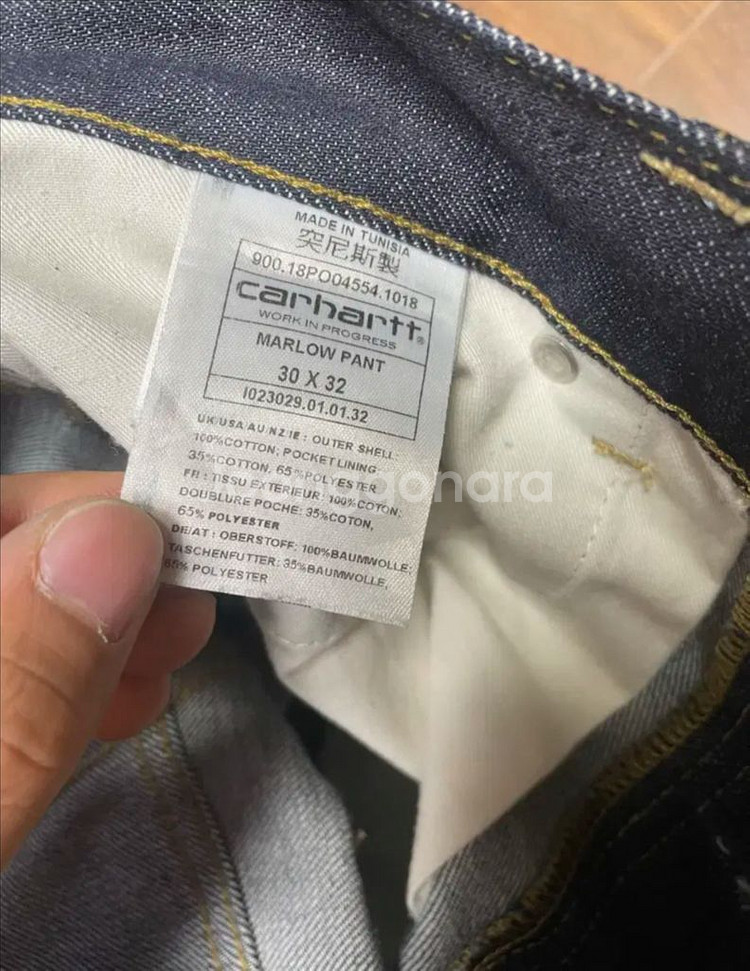 MADE IN TUNISIA
突尼斯製
900.18PO04554.1018
carhartt®
WORK IN PROGRESS
MARLOW PANT
30 X 32
I023029.01.01.32
UK/USA/AU/NZ/IE : OUTER SHELL:
100%COTTON; POCKET LINING:
35%COTTON, 65%POLYESTER
FR : TISSU EXTERIEUR: 100%COTON;
DOUBLURE POCHE: 35%COTON,
65% POLYESTER
DE/AT : OBERSTOFF: 100%BAUMWOLLE;
TASCHENFUTTER: 35%BAUMWOLLE,
65% POLYESTER